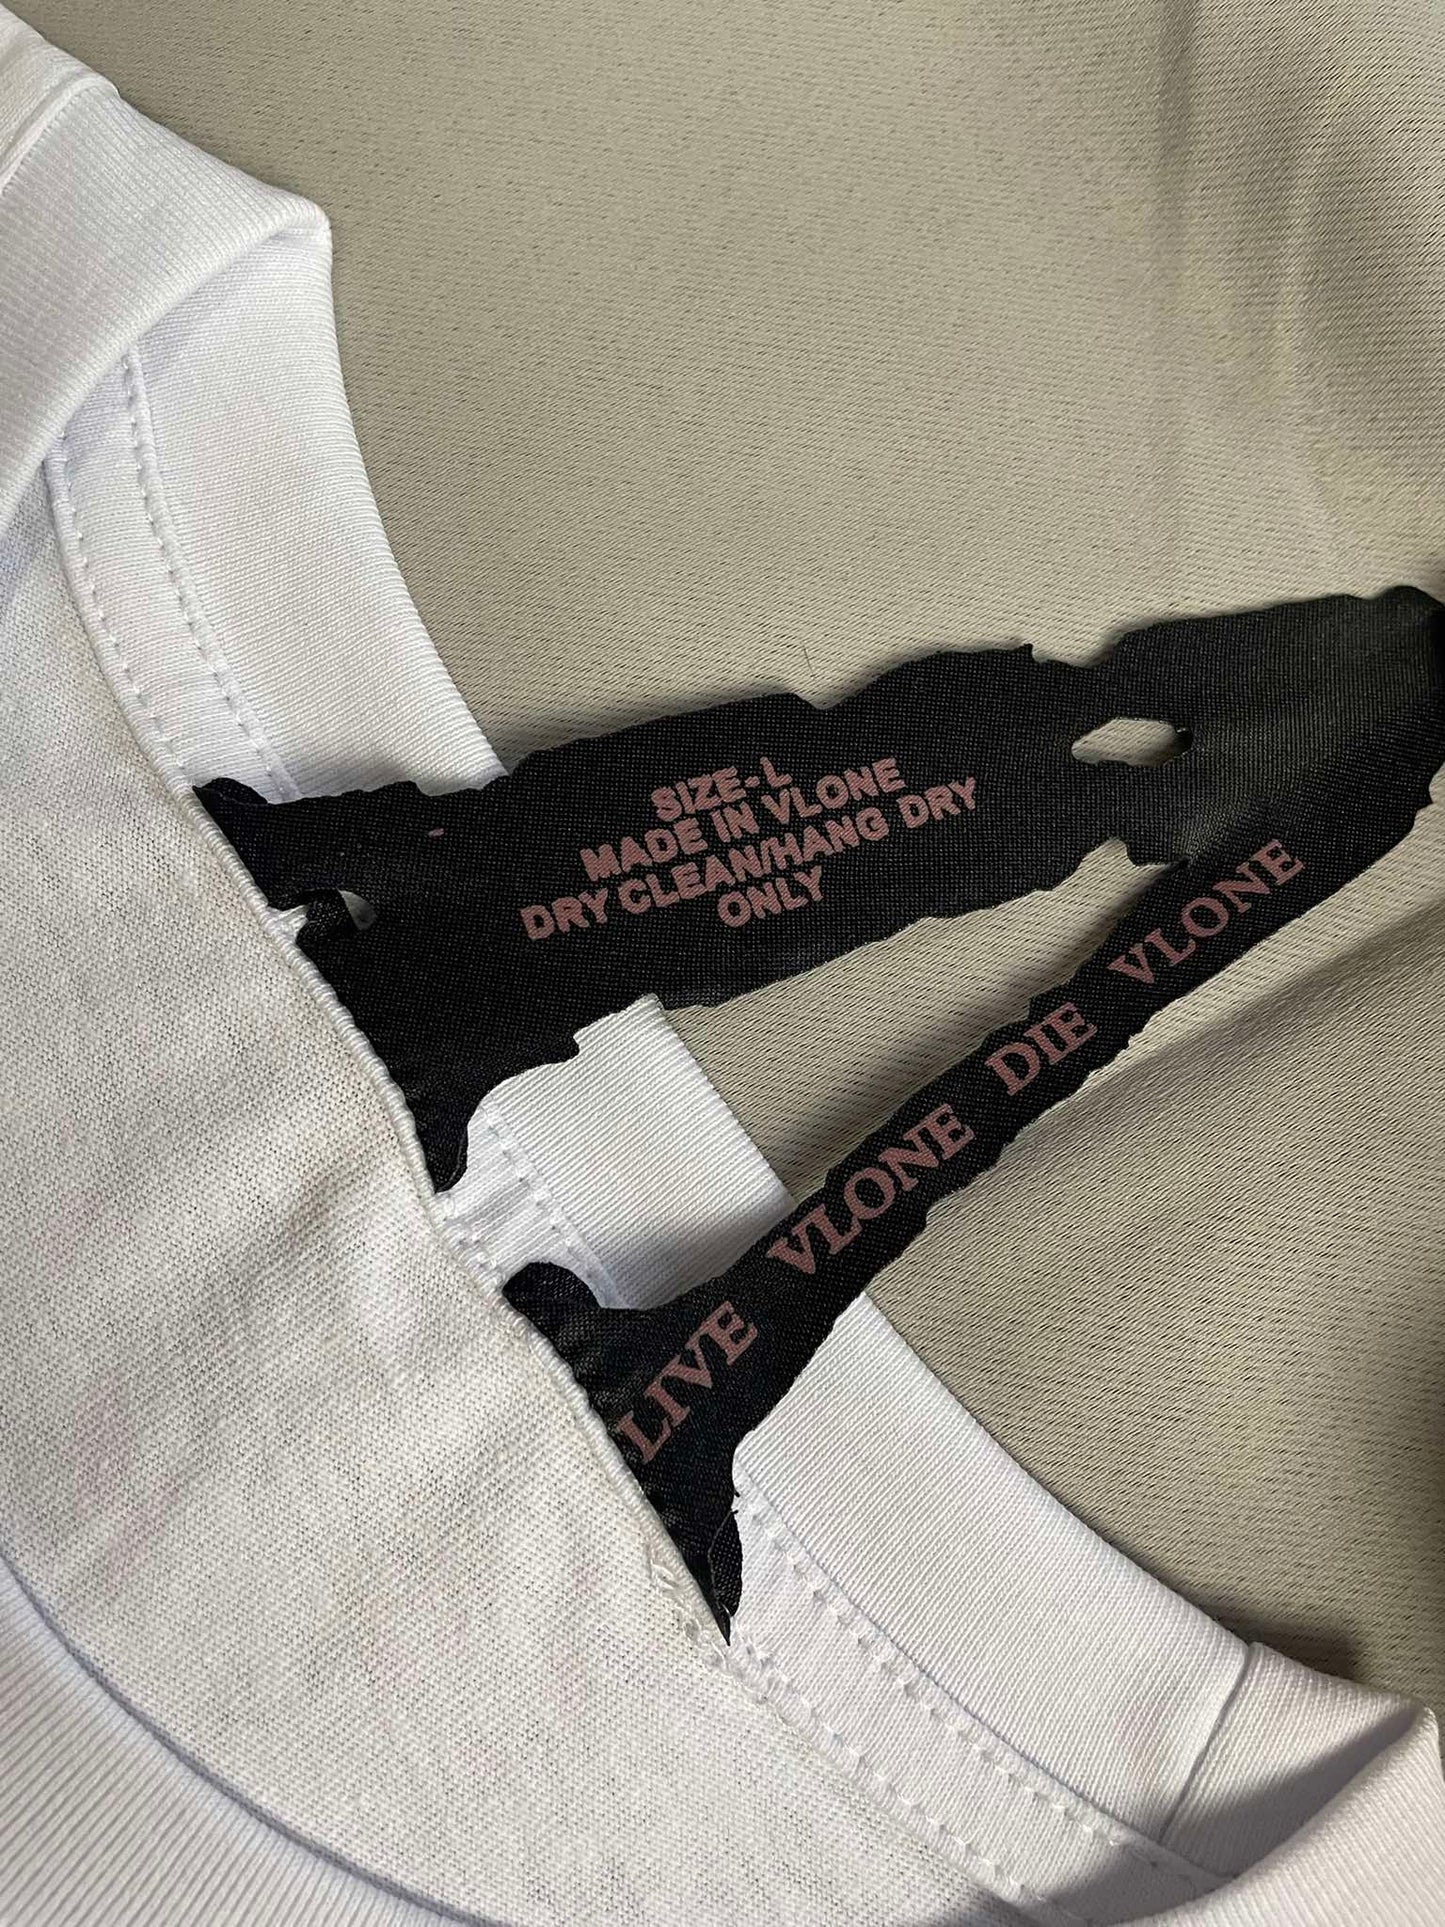 SIZE-L
MADE IN VLONE
DRY CLEAN/HANG DRY
ONLY
LIVE VLONE DIE VLONE